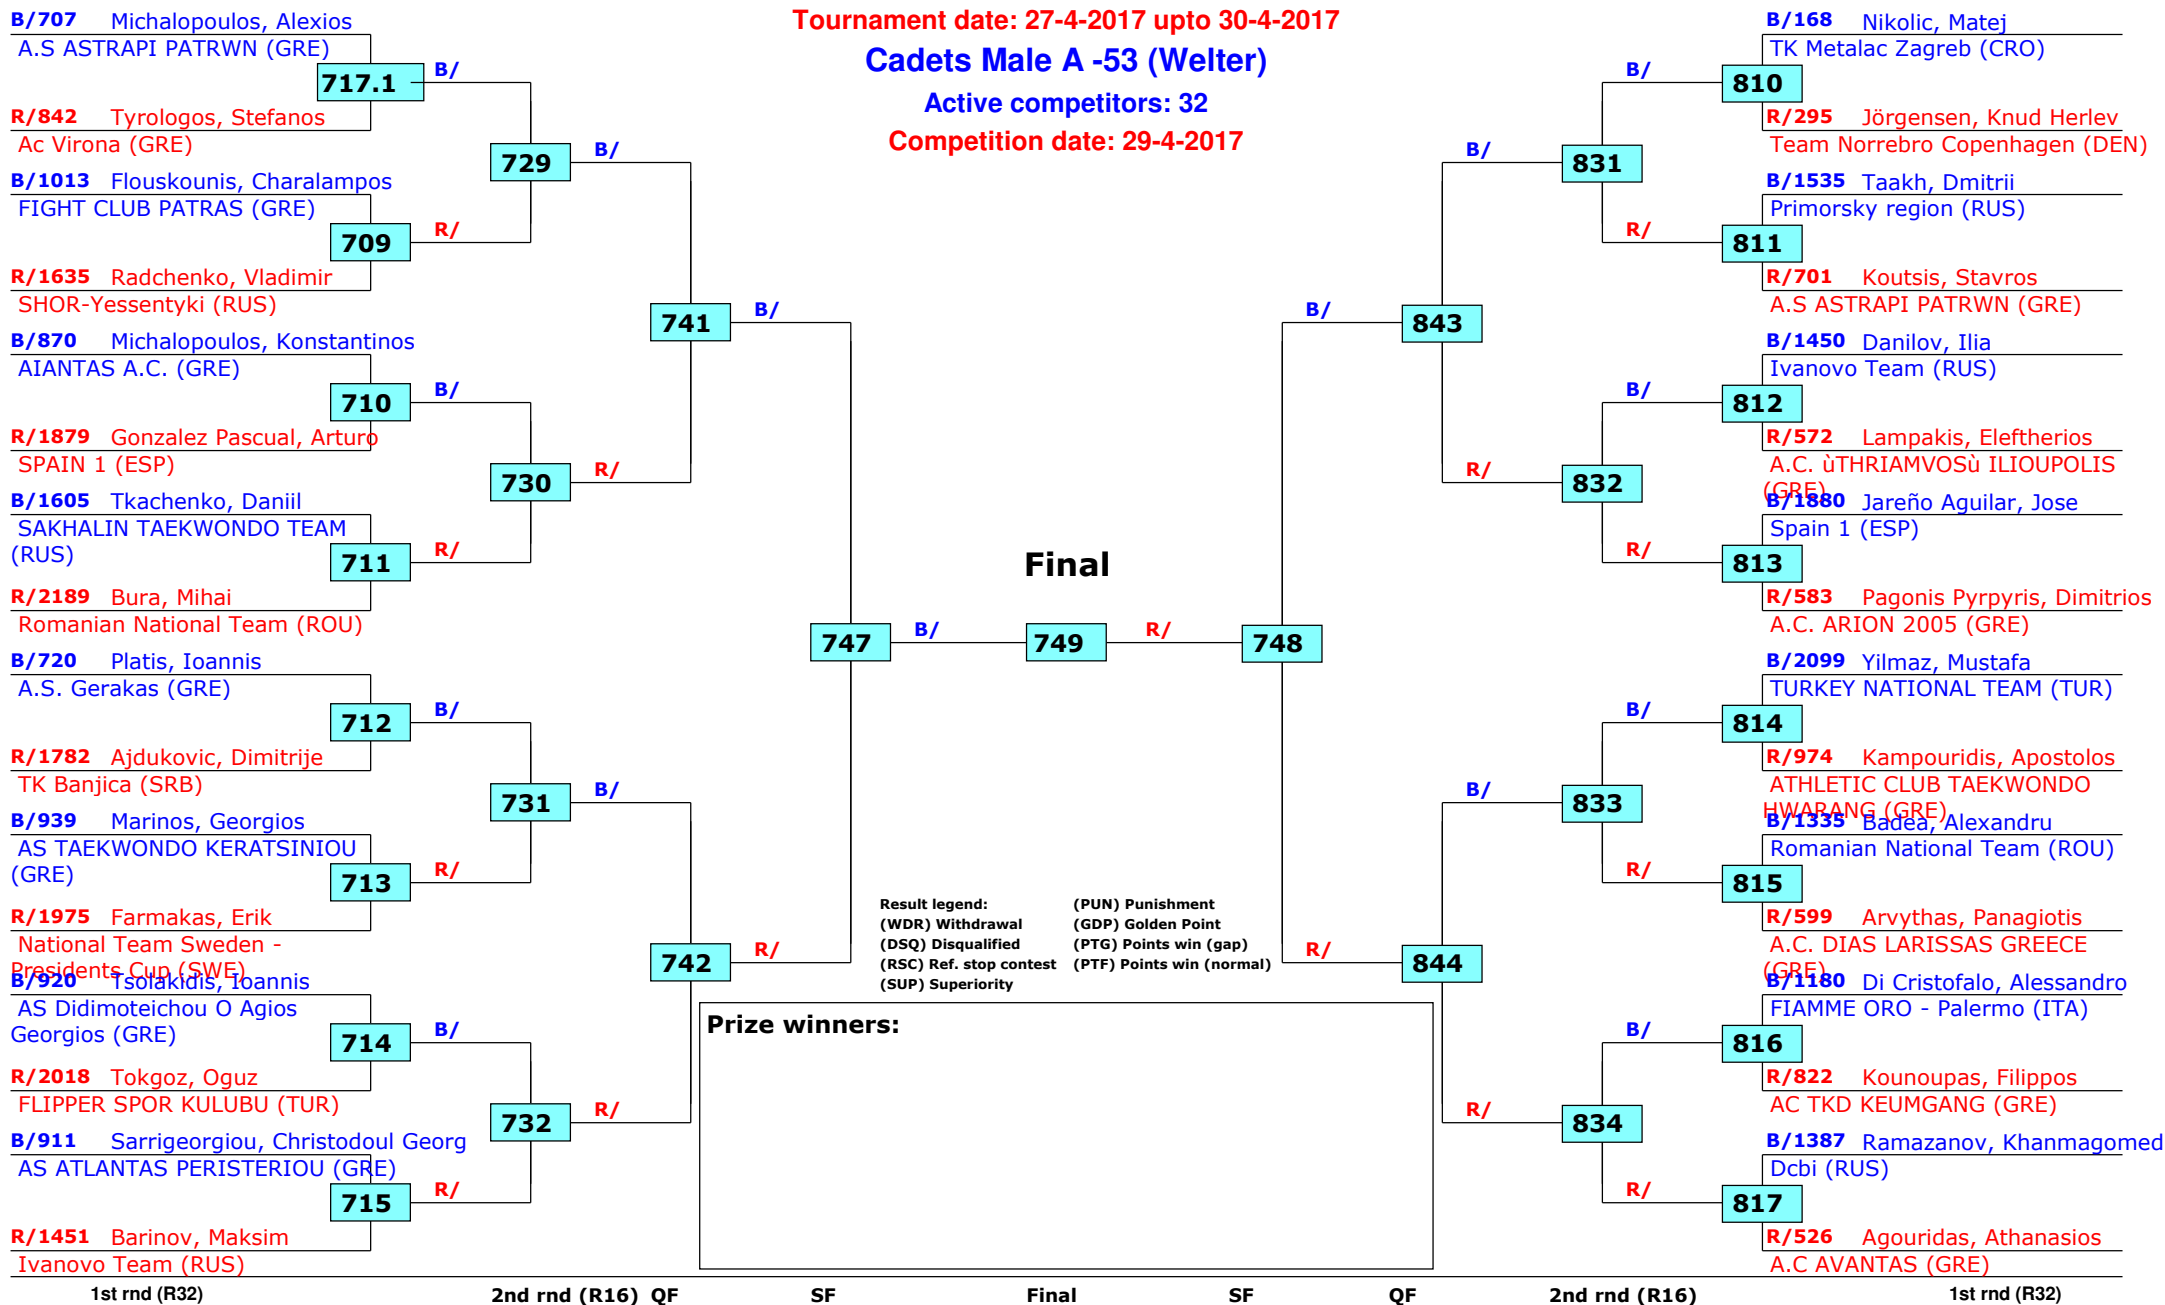 Tournament date: 27-4-2017 upto 30-4-2017
Cadets Male A -53 (Welter)
Active competitors: 32
Competition date: 29-4-2017
B/707 Michalopoulos, Alexios
A.S ASTRAPI PATRWN (GRE)
717.1
B/
R/842 Tyrologos, Stefanos
Ac Virona (GRE)
729
B/
B/1013 Flouskounis, Charalampos
FIGHT CLUB PATRAS (GRE)
709
R/
R/1635 Radchenko, Vladimir
SHOR-Yessentyki (RUS)
741
B/
B/870 Michalopoulos, Konstantinos
AIANTAS A.C. (GRE)
710
B/
R/1879 Gonzalez Pascual, Arturo
SPAIN 1 (ESP)
730
R/
B/1605 Tkachenko, Daniil
SAKHALIN TAEKWONDO TEAM
(RUS)
711
R/
R/2189 Bura, Mihai
Romanian National Team (ROU)
747
B/
B/720 Platis, Ioannis
A.S. Gerakas (GRE)
712
B/
R/1782 Ajdukovic, Dimitrije
TK Banjica (SRB)
731
B/
B/939 Marinos, Georgios
AS TAEKWONDO KERATSINIOU
(GRE)
713
R/
R/1975 Farmakas, Erik
National Team Sweden -
Presidents Cup (SWE)
742
R/
B/920 Tsolakidis, Ioannis
AS Didimoteichou O Agios
Georgios (GRE)
714
B/
R/2018 Tokgoz, Oguz
FLIPPER SPOR KULUBU (TUR)
732
R/
B/911 Sarrigeorgiou, Christodoul Georg
AS ATLANTAS PERISTERIOU (GRE)
715
R/
R/1451 Barinov, Maksim
Ivanovo Team (RUS)
Final
749
R/
748
B/168 Nikolic, Matej
TK Metalac Zagreb (CRO)
B/
810
R/295 Jörgensen, Knud Herlev
Team Norrebro Copenhagen (DEN)
B/
831
B/1535 Taakh, Dmitrii
Primorsky region (RUS)
R/
811
R/701 Koutsis, Stavros
A.S ASTRAPI PATRWN (GRE)
B/
843
B/1450 Danilov, Ilia
Ivanovo Team (RUS)
B/
812
R/572 Lampakis, Eleftherios
A.C. ùTHRIAMVOSù ILIOUPOLIS
(GRE)
R/
832
B/1880 Jareño Aguilar, Jose
Spain 1 (ESP)
R/
813
R/583 Pagonis Pyrpyris, Dimitrios
A.C. ARION 2005 (GRE)
B/2099 Yilmaz, Mustafa
TURKEY NATIONAL TEAM (TUR)
B/
814
R/974 Kampouridis, Apostolos
ATHLETIC CLUB TAEKWONDO
HWARANG (GRE)
B/
833
B/1335 Badea, Alexandru
Romanian National Team (ROU)
R/
815
R/599 Arvythas, Panagiotis
A.C. DIAS LARISSAS GREECE
(GRE)
R/
844
B/1180 Di Cristofalo, Alessandro
FIAMME ORO - Palermo (ITA)
B/
816
R/822 Kounoupas, Filippos
AC TKD KEUMGANG (GRE)
R/
834
B/1387 Ramazanov, Khanmagomed
Dcbi (RUS)
R/
817
R/526 Agouridas, Athanasios
A.C AVANTAS (GRE)
Result legend: (PUN) Punishment
(WDR) Withdrawal (GDP) Golden Point
(DSQ) Disqualified (PTG) Points win (gap)
(RSC) Ref. stop contest (PTF) Points win (normal)
(SUP) Superiority
Prize winners:
1st rnd (R32) 2nd rnd (R16) QF SF Final SF QF 2nd rnd (R16) 1st rnd (R32)